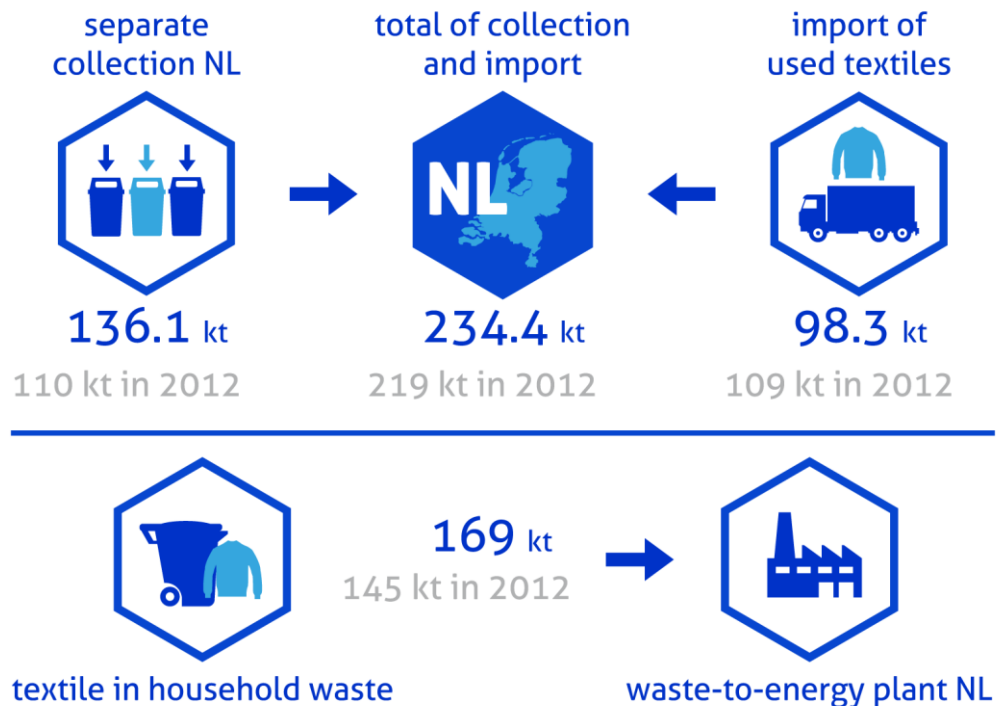 separate
collection NL
total of collection
and import
import of
used textiles
NL
136.1 kt
234.4 kt
98.3 kt
110 kt in 2012
219 kt in 2012
109 kt in 2012
169 kt
145 kt in 2012
textile in household waste
waste-to-energy plant NL